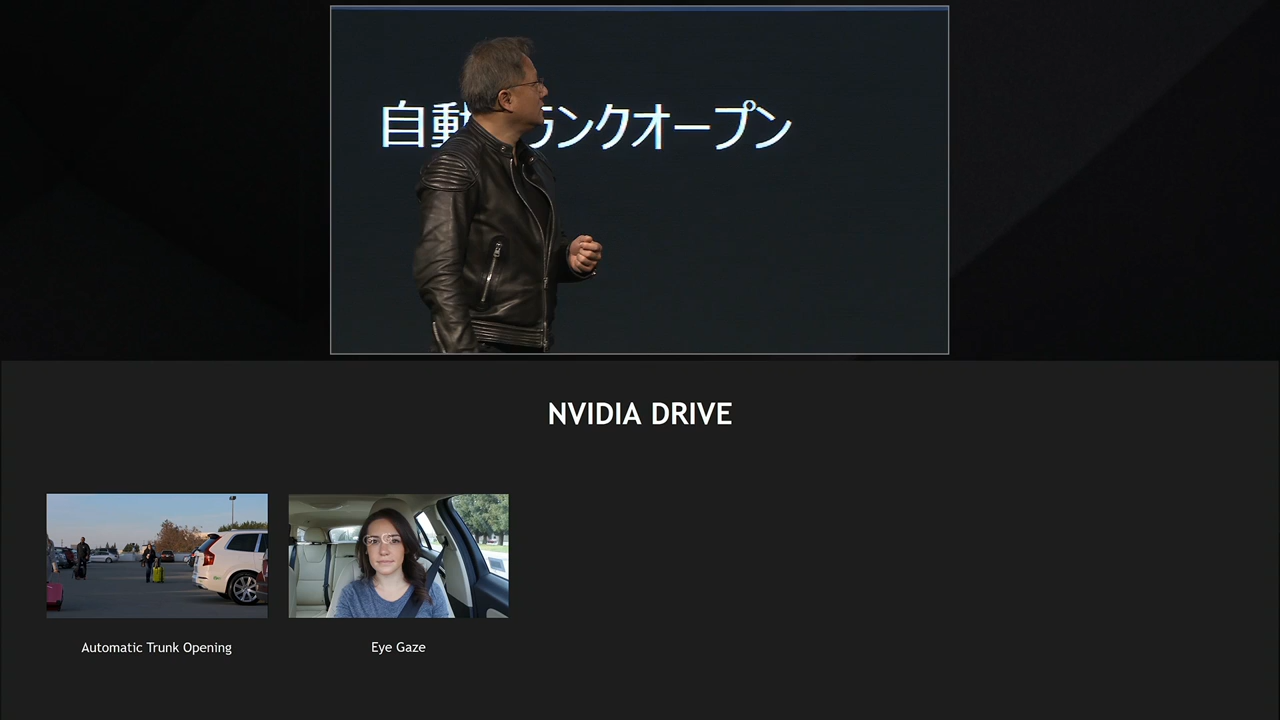 自動 ランクオープン
NVIDIA DRIVE
Automatic Trunk Opening
Eye Gaze